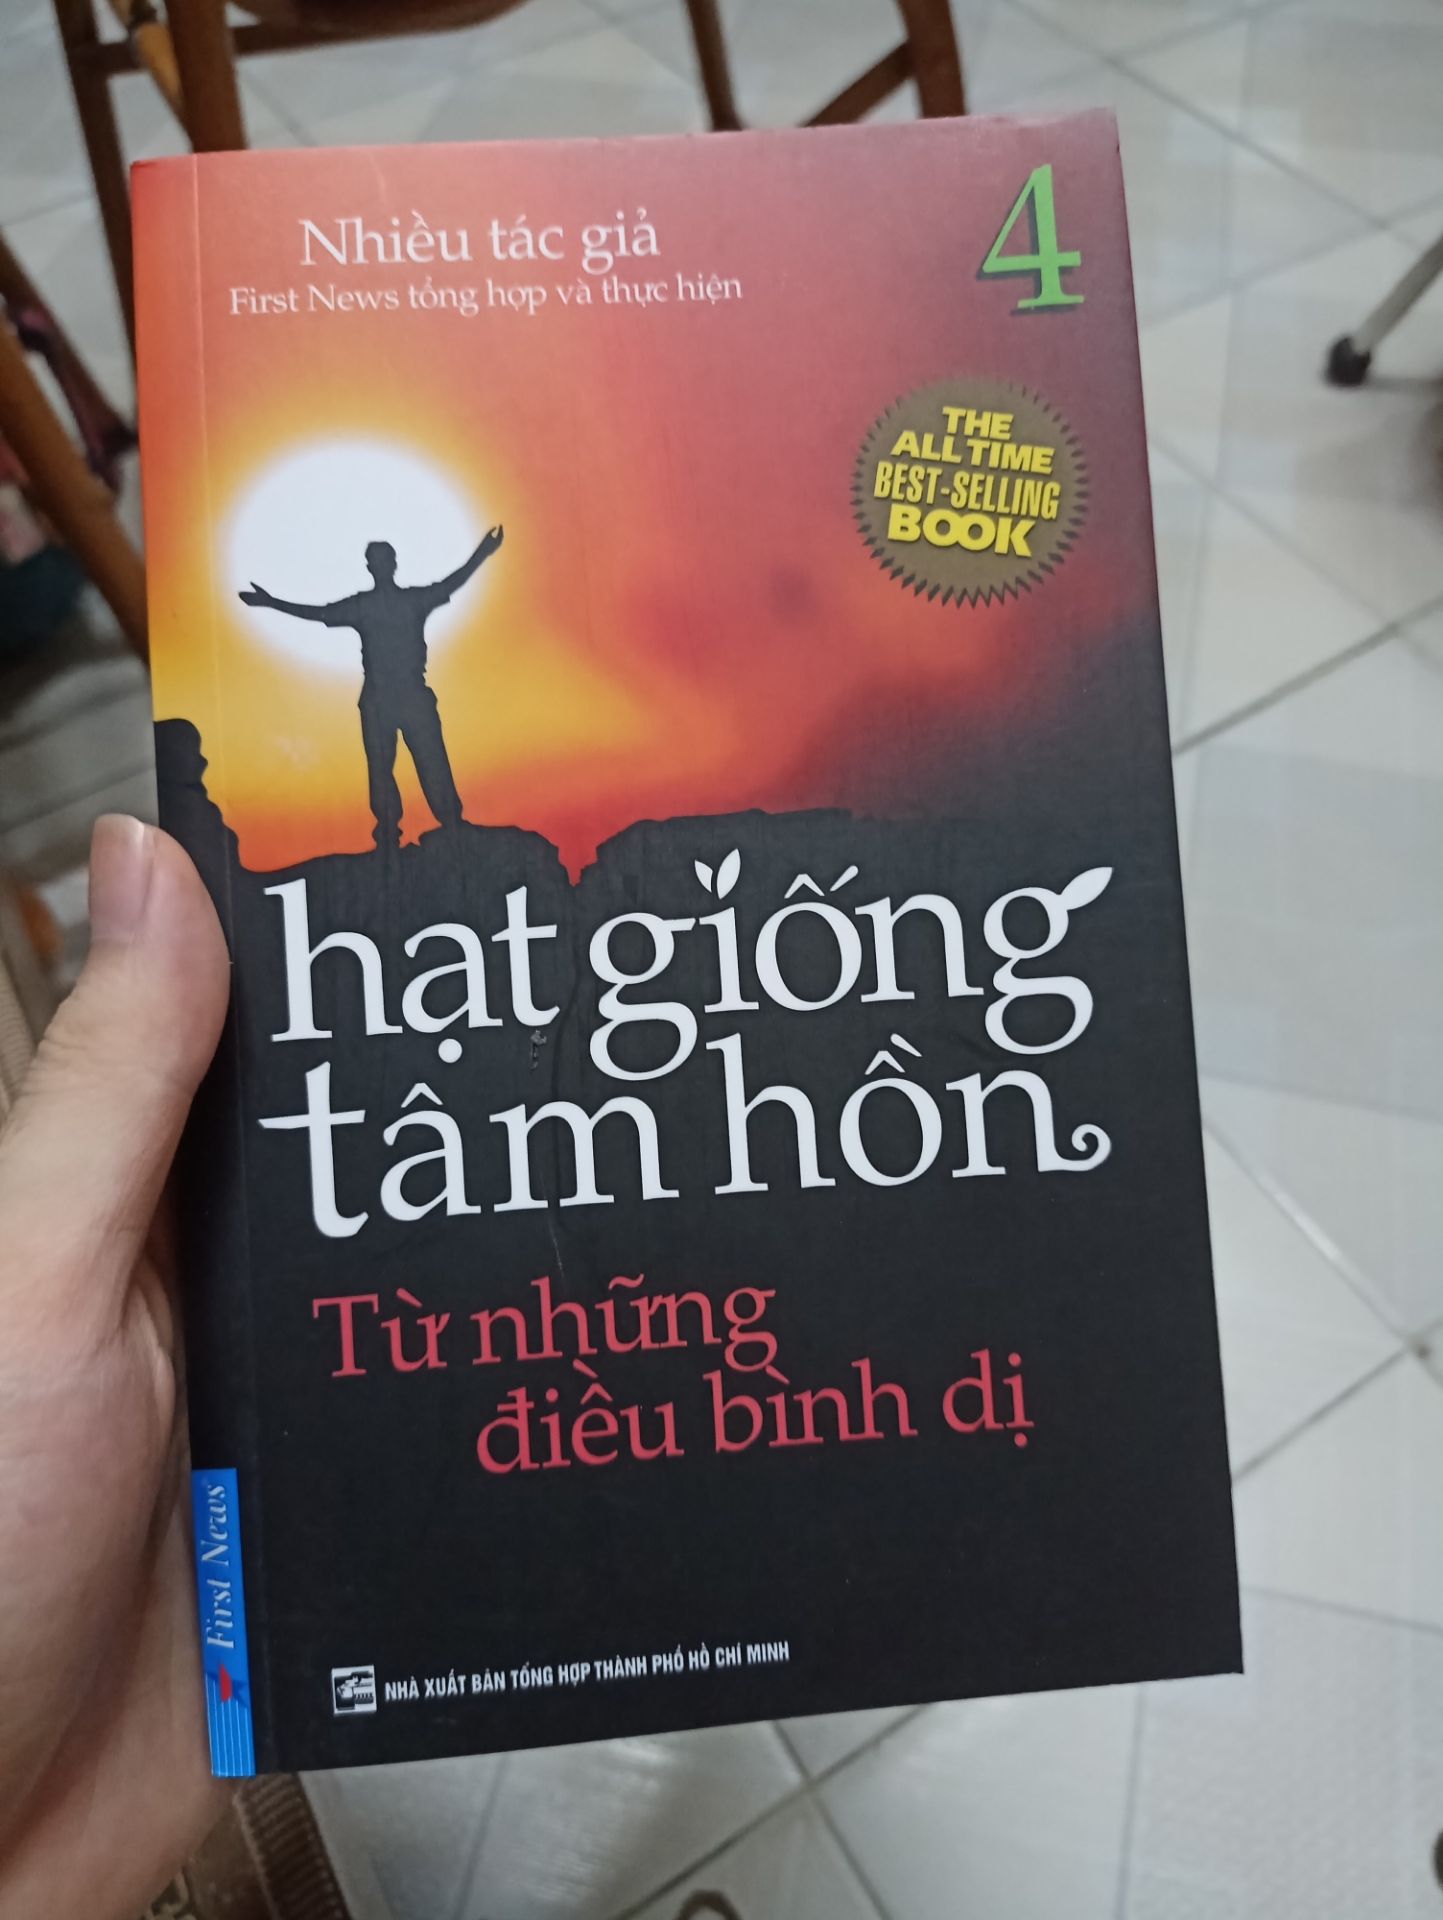 Nhiều tác giả
First News tổng hợp và thực hiện
4
THE
ALL TIME
BEST-SELLING
BOOK
hạt giống
tâm hồn
Từ những
điều bình dị
First News
NHÀ XUẤT BẢN TỔNG HỢP THÀNH PHỐ HỒ CHÍ MINH